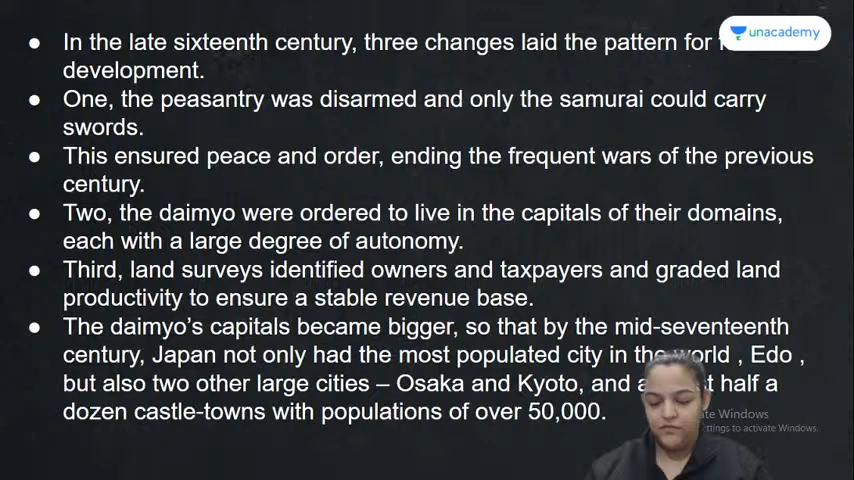 In the late sixteenth century, three changes laid the pattern for
unacademy
development.
One, the peasantry was disarmed and only the samurai could carry
swords.
This ensured peace and order, ending the frequent wars of the previous
century.
Two, the daimyo were ordered to live in the capitals of their domains,
each with a large degree of autonomy.
Third, land surveys identified owners and taxpayers and graded land
productivity to ensure a stable revenue base.
The daimyo's capitals became bigger, so that by the mid-seventeenth
century, Japan not only had the most populated city in the world , Edo ,
but also two other large cities – Osaka and Kyoto, and half a
dozen castle-towns with populations of over 50,000.
Windows
to activate Windows.